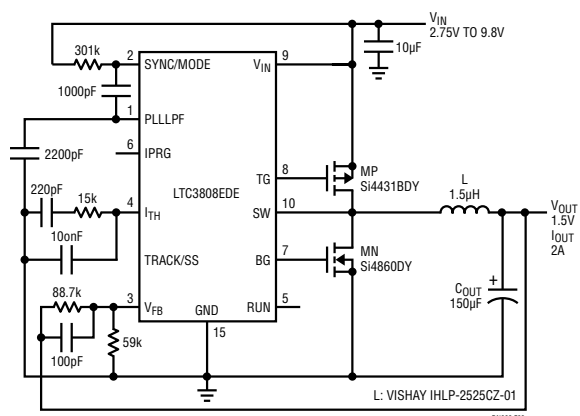 VIN
2.75V TO 9.8V
301k
2
SYNC/MODE
VIN
9
10µF
1000pF
1
PLLLPF
2200pF
6
IPRG
MP
Si4431BDY
TG
8
LTC3808EDE
220pF
15k
4
ITH
SW
10
L
1.5µH
VOUT
1.5V
IOUT
2A
10onF
TRACK/SS
BG
7
MN
Si4860DY
COUT
150µF
+
88.7k
3
VFB
GND
RUN
5
15
59k
100pF
L: VISHAY IHLP-2525CZ-01